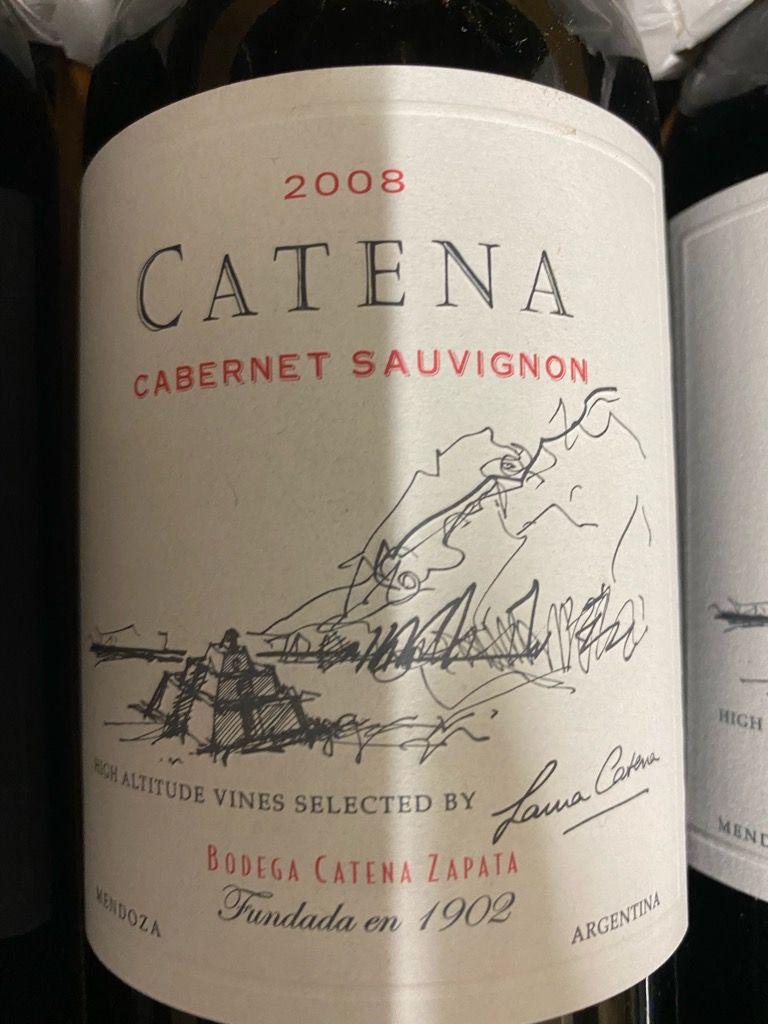 2008
CATENA
CABERNET SAUVIGNON
HIGH ALTITUDE VINES SELECTED BY Laura Catena
BODEGA CATENA ZAPATA
Fundada en 1902
MENDOZA
ARGENTINA
HIGH
MEND